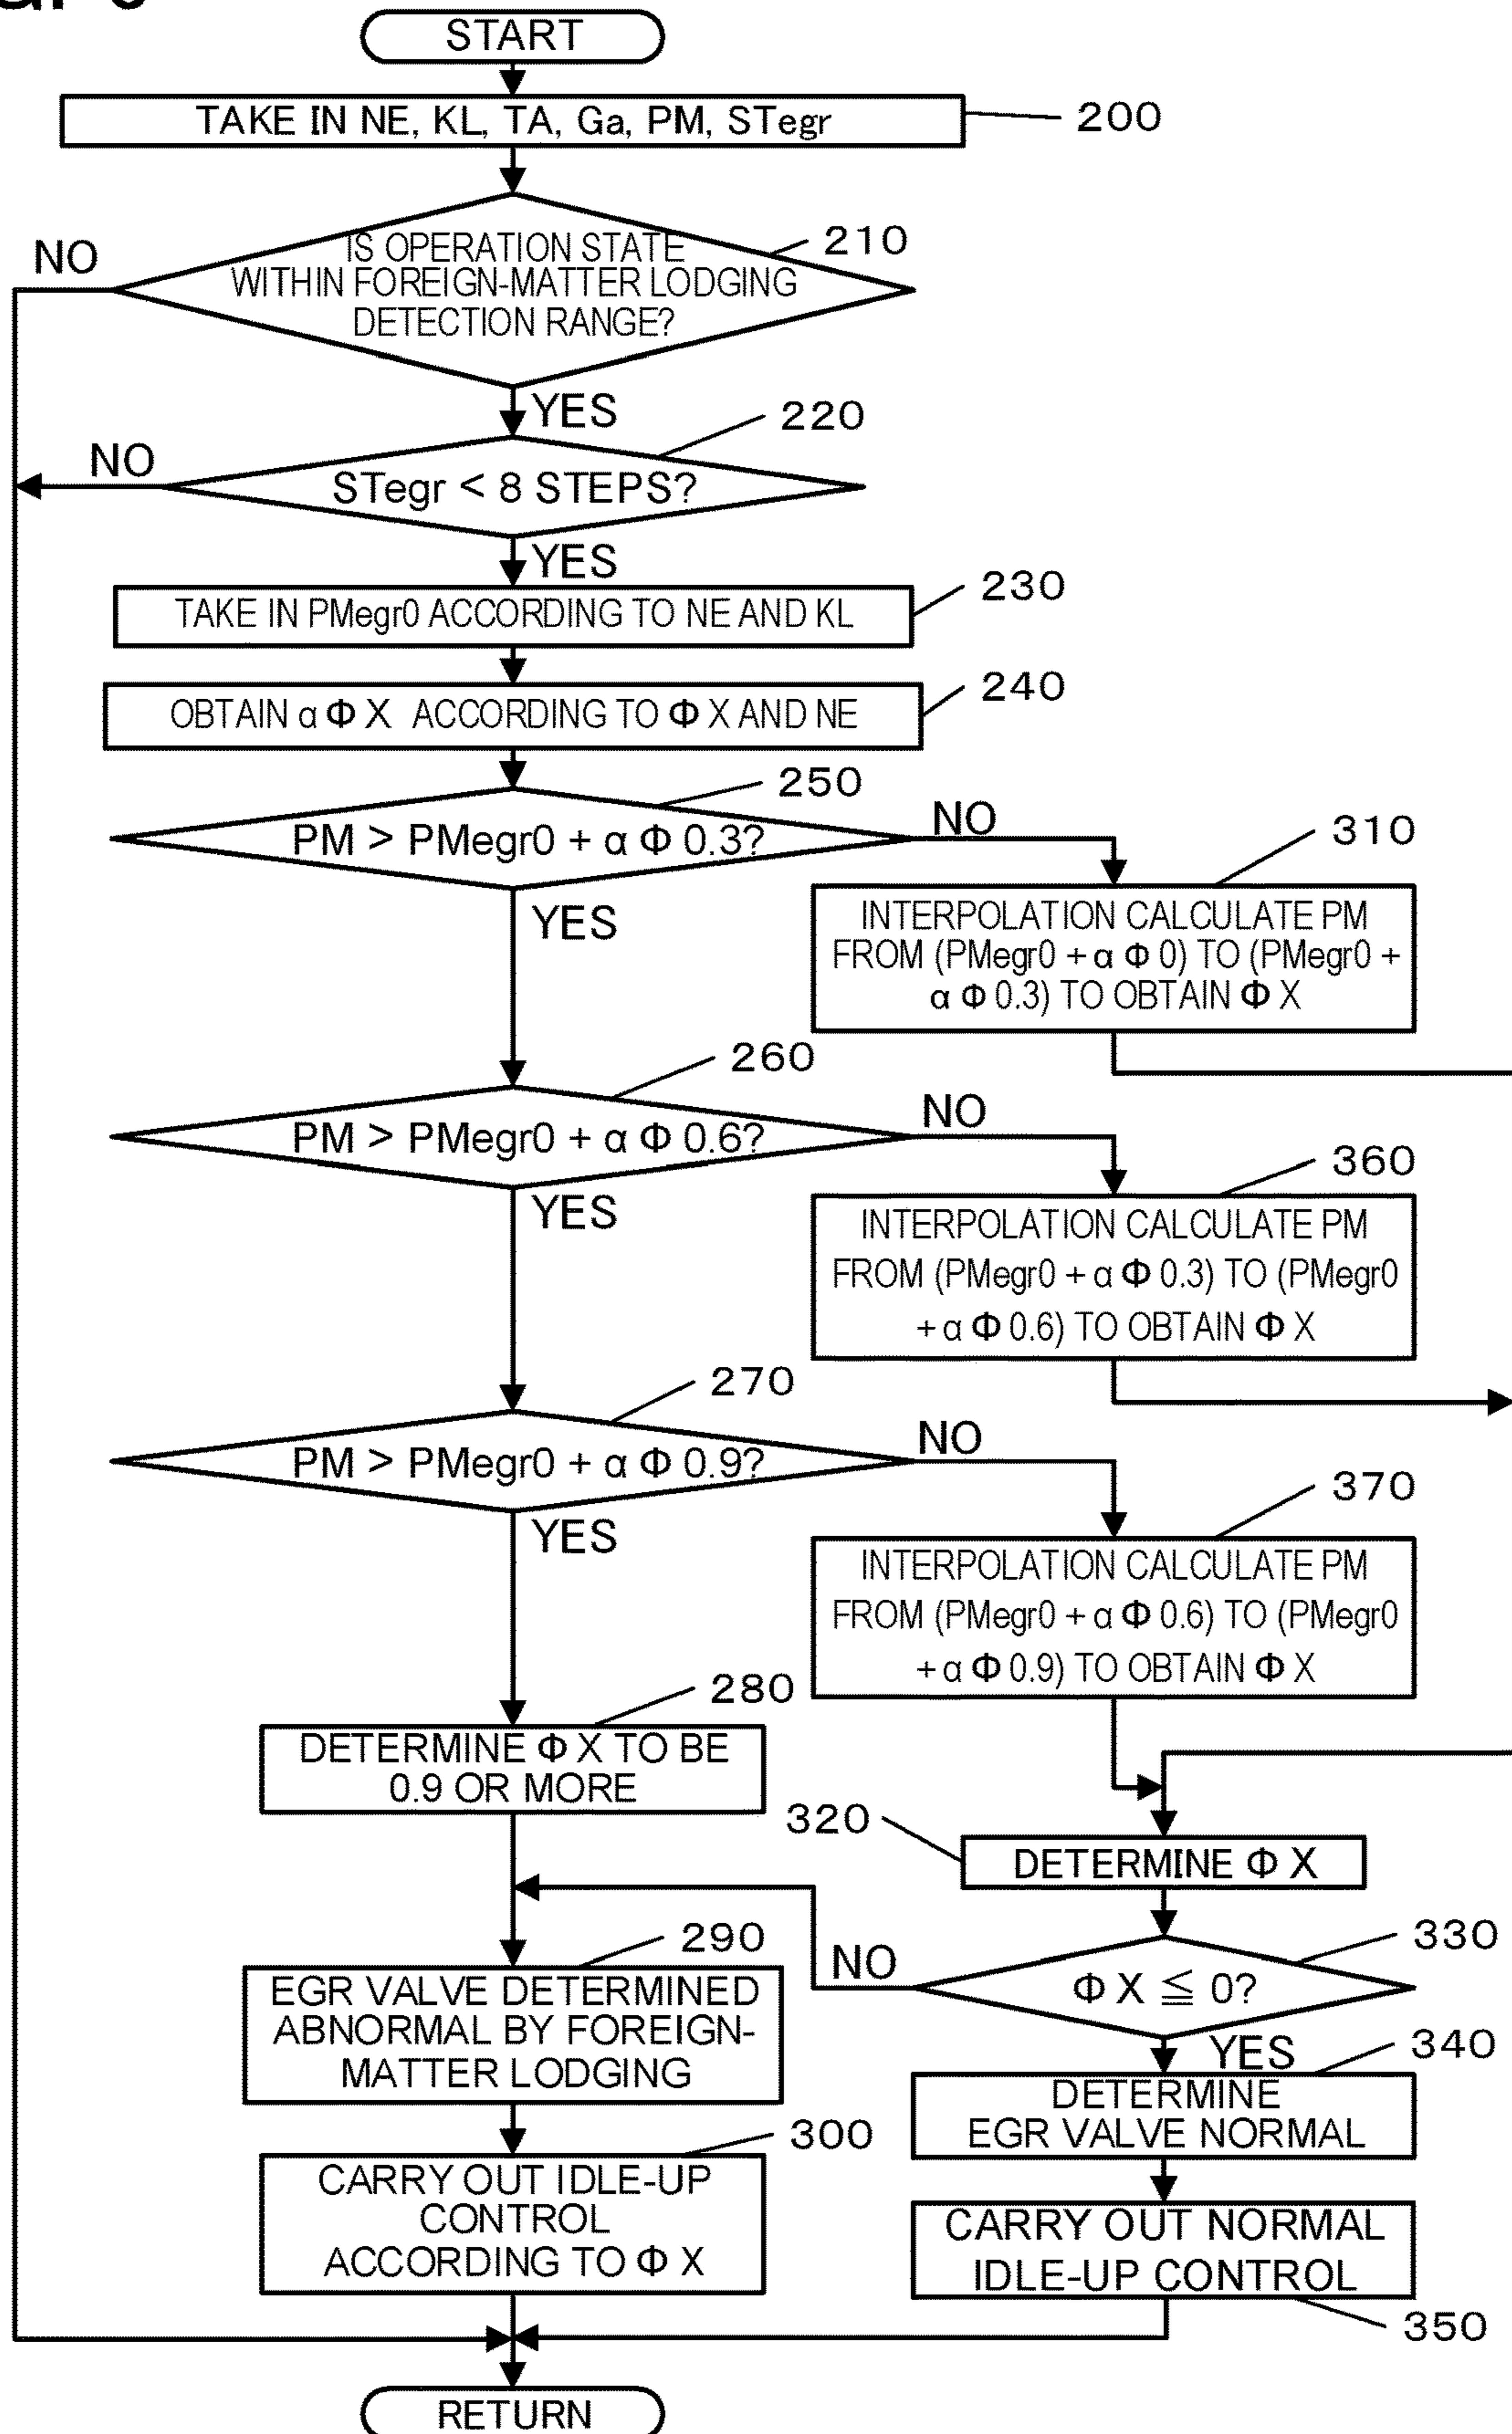 START
TAKE IN NE, KL, TA, Ga, PM, STegr
200
IS OPERATION STATE
WITHIN FOREIGN-MATTER LODGING
DETECTION RANGE?
210
NO
YES
220
STegr < 8 STEPS?
NO
YES
230
TAKE IN PMegr0 ACCORDING TO NE AND KL
240
OBTAIN α Φ X ACCORDING TO Φ X AND NE
250
PM > PMegr0 + α Φ 0.3?
NO
YES
310
INTERPOLATION CALCULATE PM
FROM (PMegr0 + α Φ 0) TO (PMegr0 +
α Φ 0.3) TO OBTAIN Φ X
260
PM > PMegr0 + α Φ 0.6?
NO
YES
360
INTERPOLATION CALCULATE PM
FROM (PMegr0 + α Φ 0.3) TO (PMegr0
+ α Φ 0.6) TO OBTAIN Φ X
270
PM > PMegr0 + α Φ 0.9?
NO
YES
370
INTERPOLATION CALCULATE PM
FROM (PMegr0 + α Φ 0.6) TO (PMegr0
+ α Φ 0.9) TO OBTAIN Φ X
280
DETERMINE Φ X TO BE
0.9 OR MORE
320
DETERMINE Φ X
290
EGR VALVE DETERMINED
ABNORMAL BY FOREIGN-
MATTER LODGING
330
Φ X ≦ 0?
NO
YES
340
DETERMINE
EGR VALVE NORMAL
300
CARRY OUT IDLE-UP
CONTROL
ACCORDING TO Φ X
CARRY OUT NORMAL
IDLE-UP CONTROL
350
RETURN